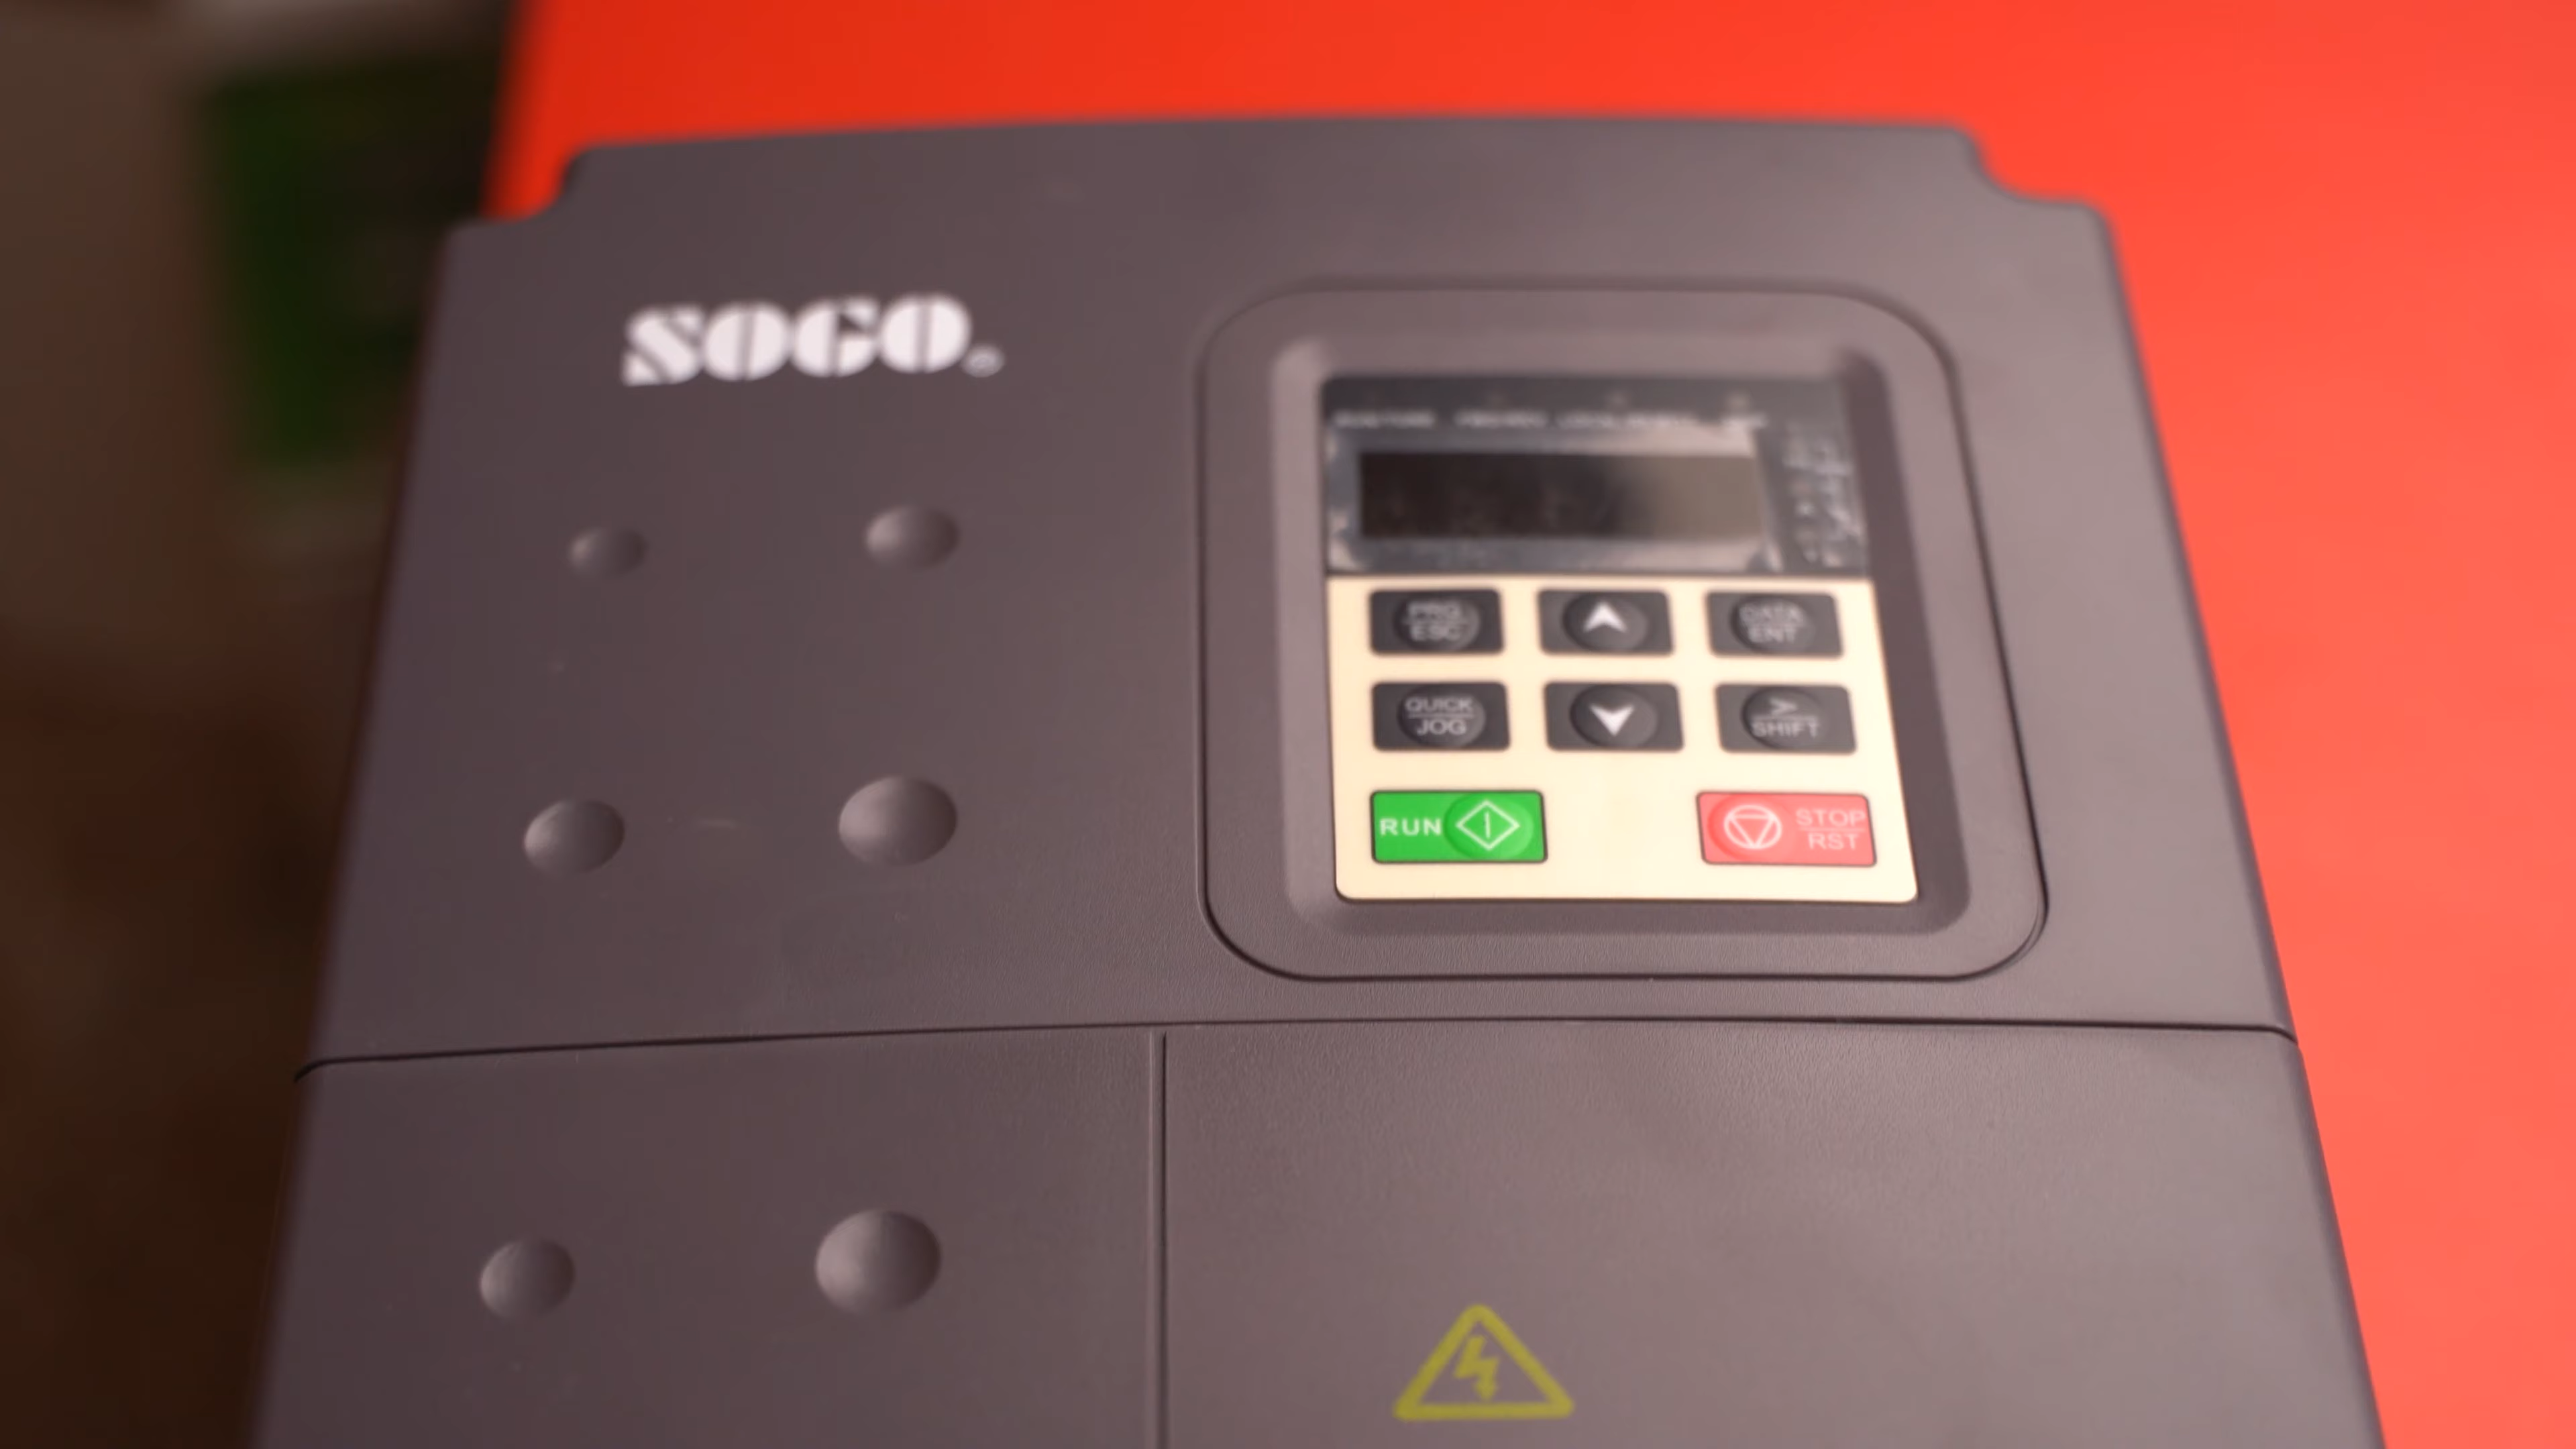 SOGO
PRG
ESC
DATA
ENT
QUICK
JOG
>
SHIFT
RUN
STOP
RST